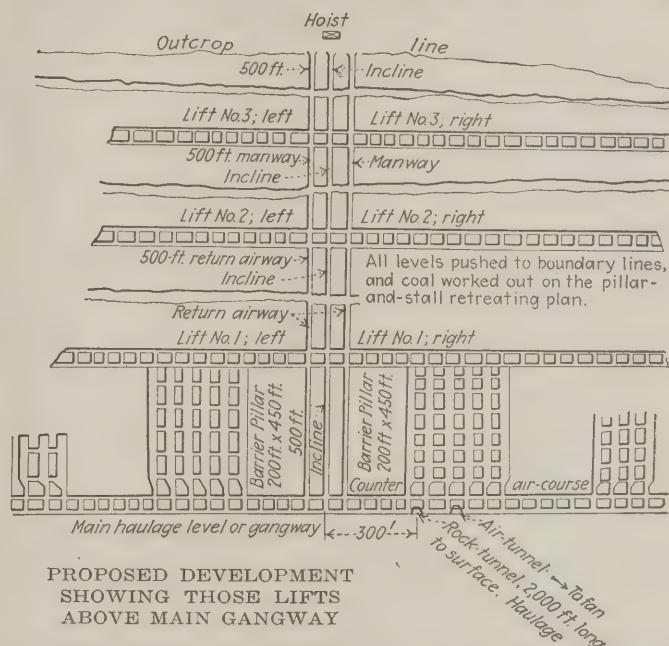 Hoist
Outcrop line
500 ft. Incline
Lift No.3; left Lift No.3, right
500 ft. manway Manway
Incline
Lift No.2; left Lift No.2; right
500-ft. return airway
Incline
All levels pushed to boundary lines,
and coal worked out on the pillar-
and-stall retreating plan.
Return airway
Lift No.1; left Lift No.1; right
Barrier Pillar
200 ft. x 450 ft.
500 ft.
Incline
Barrier Pillar
200 ft x 450 ft.
Counter air-course
Main haulage level or gangway 300'
Air-tunnel To fan
Rock-tunnel, 2,000 ft. long
to surface. Haulage
PROPOSED DEVELOPMENT
SHOWING THOSE LIFTS
ABOVE MAIN GANGWAY